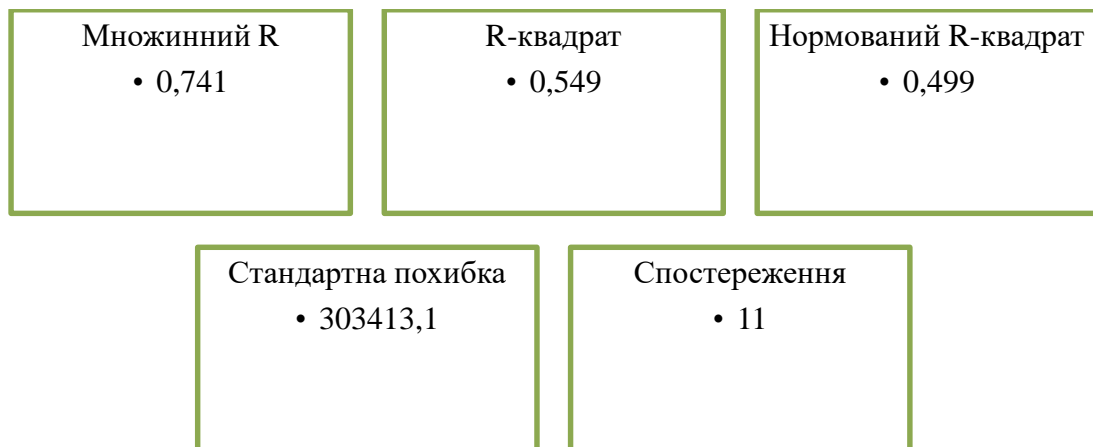 Множинний R
• 0,741
R-квадрат
• 0,549
Нормований R-квадрат
• 0,499
Стандартна похибка
• 303413,1
Спостереження
• 11